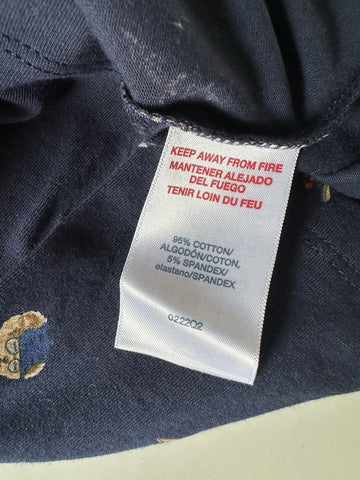 KEEP AWAY FROM FIRE
MANTENER ALEJADO
DEL FUEGO
TENIR LOIN DU FEU
95% COTTON/
ALGODÓN/COTON,
5% SPANDEX/
elastano/SPANDEX
022202